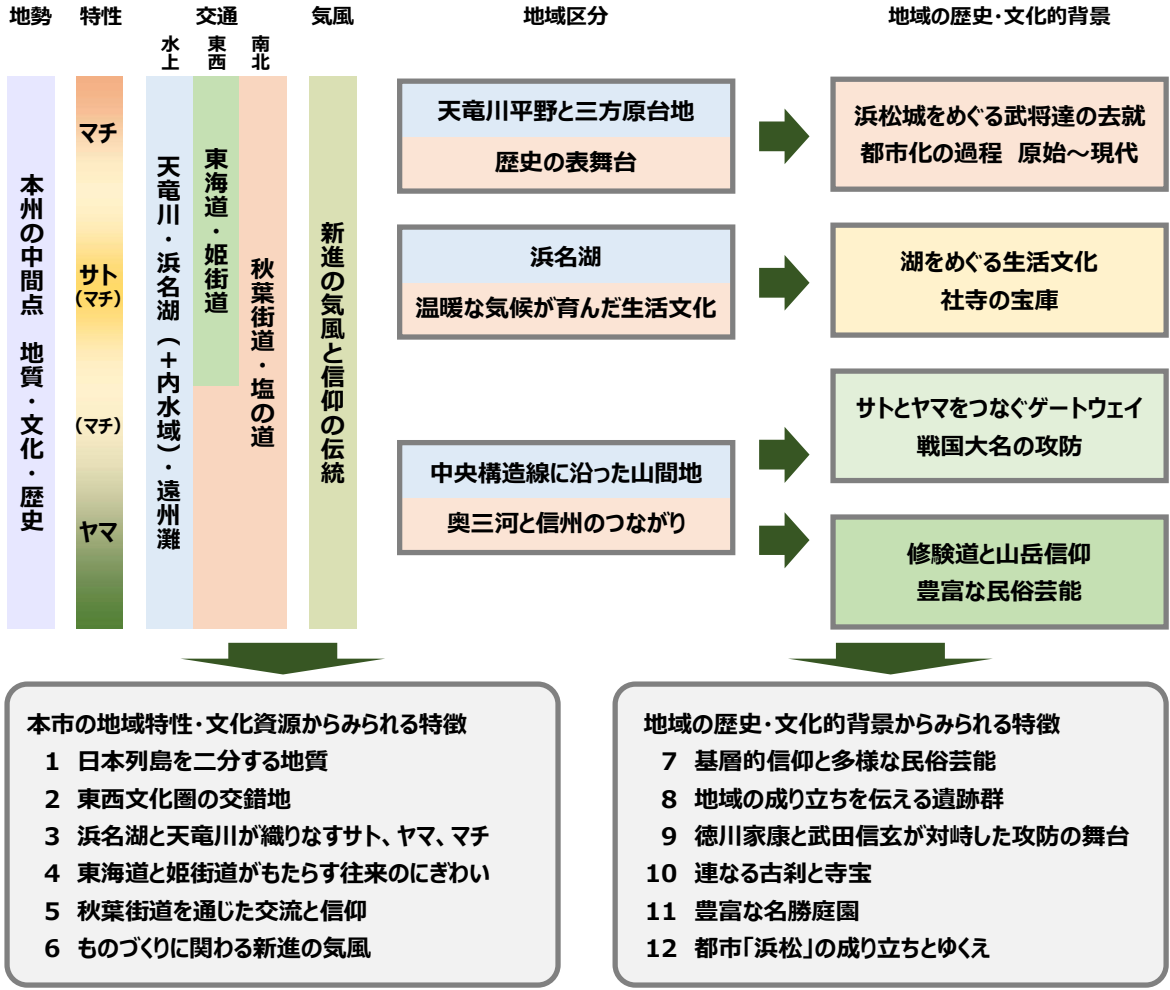 地勢 特性 交通 気風 地域区分 地域の歴史・文化的背景
水上 東西 南北
本州の中間点 地質・文化・歴史
マチ
サト
(マチ)
(マチ)
ヤマ
天竜川・浜名湖(＋内水域)・遠州灘
東海道・姫街道
秋葉街道・塩の道
新進の気風と信仰の伝統
天竜川平野と三方原台地
歴史の表舞台
浜松城をめぐる武将達の去就
都市化の過程 原始～現代
浜名湖
温暖な気候が育んだ生活文化
湖をめぐる生活文化
社寺の宝庫
中央構造線に沿った山間地
奥三河と信州のつながり
サトとヤマをつなぐゲートウェイ
戦国大名の攻防
修験道と山岳信仰
豊富な民俗芸能
本市の地域特性・文化資源からみられる特徴
1 日本列島を二分する地質
2 東西文化圏の交錯地
3 浜名湖と天竜川が織りなすサト、ヤマ、マチ
4 東海道と姫街道がもたらす往来のにぎわい
5 秋葉街道を通じた交流と信仰
6 ものづくりに関わる新進の気風
地域の歴史・文化的背景からみられる特徴
7 基層的信仰と多様な民俗芸能
8 地域の成り立ちを伝える遺跡群
9 徳川家康と武田信玄が対峙した攻防の舞台
10 連なる古刹と寺宝
11 豊富な名勝庭園
12 都市「浜松」の成り立ちとゆくえ